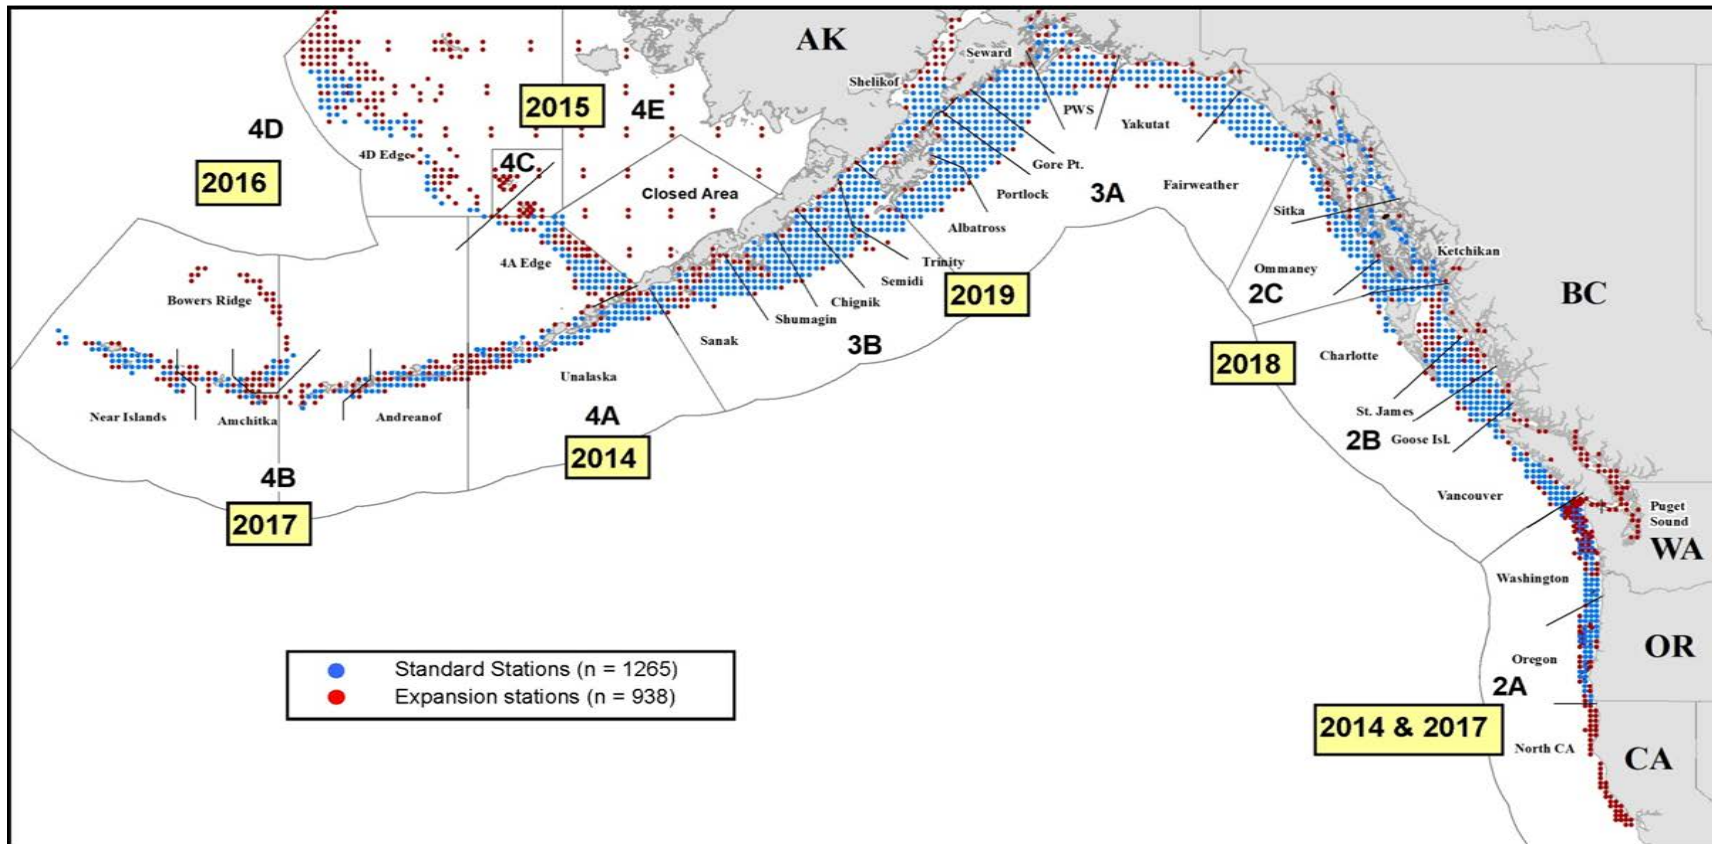 AK
Seward
Shelikof
2015
4E
4D
4D Edge
4C
2016
Closed Area
PWS
Yakutat
Gore Pt.
Portlock
3A
Fairweather
Albatross
Sitka
Trinity
Semidi
2019
Chignik
Shumagin
3B
Sanak
4A Edge
Bowers Ridge
Unalaska
4A
2014
Near Islands
Amchitka
Andreanof
4B
2017
Ketchikan
Ommaney
2C
BC
2018
Charlotte
St. James
2B
Goose Isl.
Vancouver
Puget
Sound
WA
Washington
Oregon
OR
2A
2014 & 2017
North CA
CA
Standard Stations (n = 1265)
Expansion stations (n = 938)